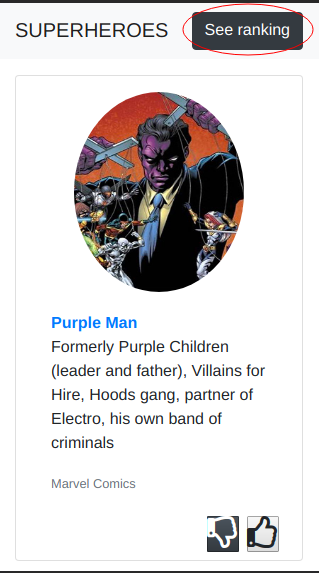 SUPERHEROES
See ranking
Purple Man
Formerly Purple Children
(leader and father), Villains for
Hire, Hoods gang, partner of
Electro, his own band of
criminals
Marvel Comics